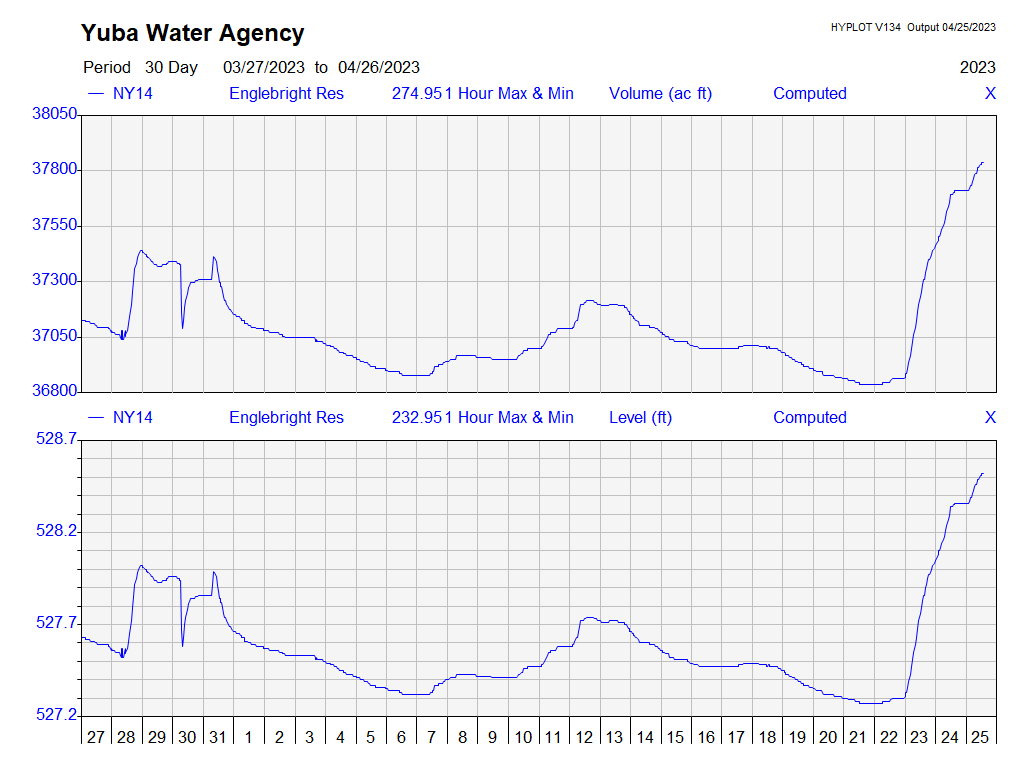 Yuba Water Agency
HYPLOT V134 Output 04/25/2023
Period 30 Day 03/27/2023 to 04/26/2023
2023
NY14 Englebright Res 274.951 Hour Max & Min Volume (ac ft) Computed X
38050
37800
37550
37300
37050
36800
NY14 Englebright Res 232.951 Hour Max & Min Level (ft) Computed X
528.7
528.2
527.7
527.2
27 28 29 30 31 1 2 3 4 5 6 7 8 9 10 11 12 13 14 15 16 17 18 19 20 21 22 23 24 25